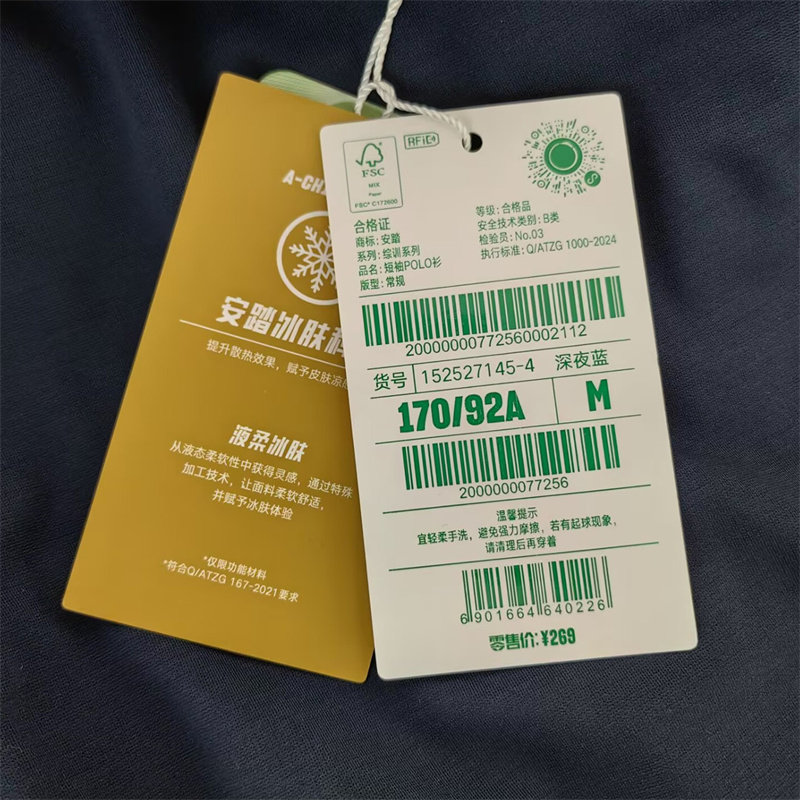 A-CHI
安踏冰肤科
提升散热效果，赋予皮肤凉感
液柔冰肤
从液态柔软性中获得灵感，通过特殊
加工技术，让面料柔软舒适，
并赋予冰肤体验
*仅限功能材料
*符合Q/ATZG 167-2021要求
FSC
MIX
Paper
FSC® C172600
RFID
合格证
商标：安踏
系列：综训系列
品名：短袖POLO衫
版型：常规
等级：合格品
安全技术类别：B类
检验员：No.03
执行标准：Q/ATZG 1000-2024
20000000772560002112
货号 152527145-4 深夜蓝
170/92A M
2000000077256
温馨提示
宜轻柔手洗，避免强力摩擦，若有起球现象，
请清理后再穿着
6901664640226
零售价：¥269